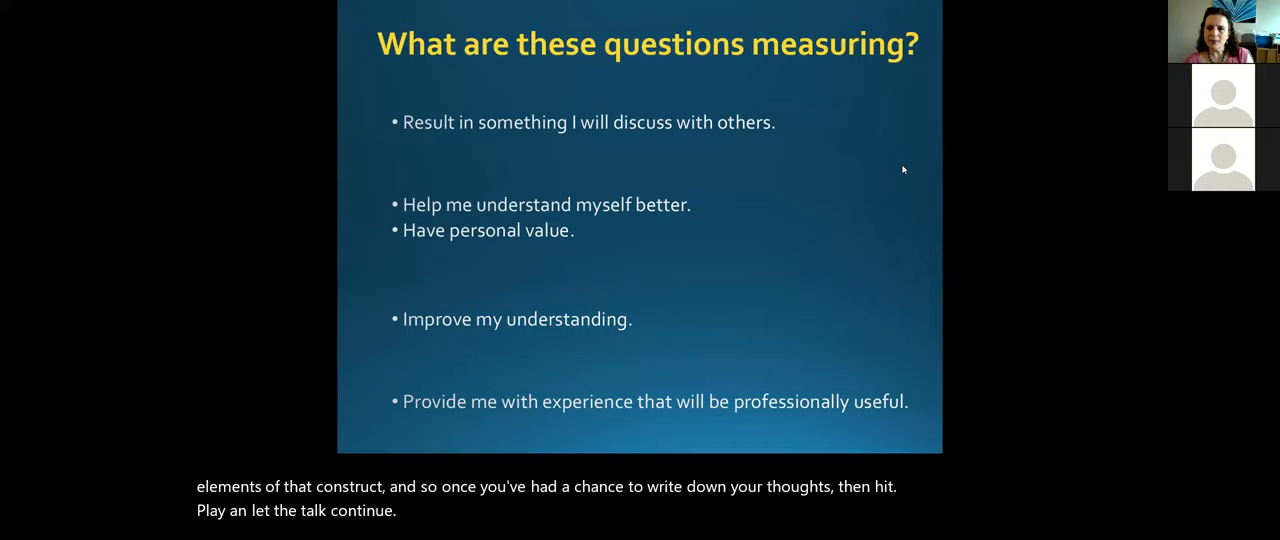 What are these questions measuring?
• Result in something I will discuss with others.
• Help me understand myself better.
• Have personal value.
• Improve my understanding.
• Provide me with experience that will be professionally useful.
elements of that construct, and so once you've had a chance to write down your thoughts, then hit.
Play an let the talk continue.